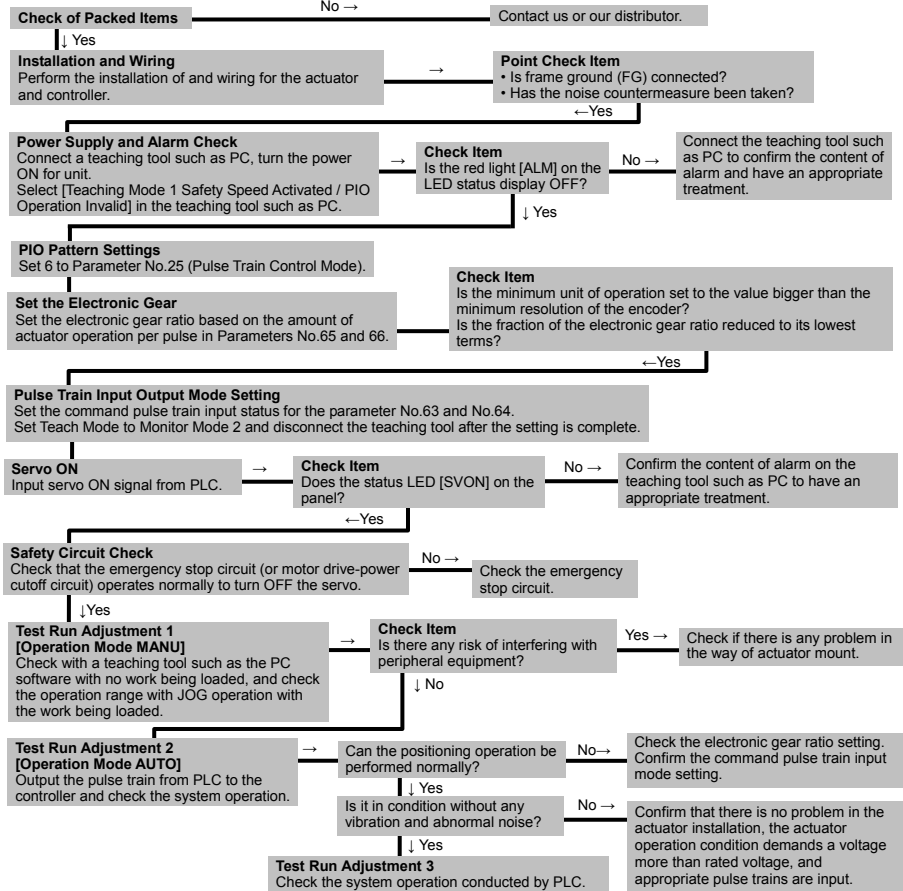 Check of Packed Items
No →
Contact us or our distributor.
↓ Yes
Installation and Wiring
Perform the installation of and wiring for the actuator
and controller.
→
Point Check Item
• Is frame ground (FG) connected?
• Has the noise countermeasure been taken?
←Yes
Power Supply and Alarm Check
Connect a teaching tool such as PC, turn the power
ON for unit.
Select [Teaching Mode 1 Safety Speed Activated / PIO
Operation Invalid] in the teaching tool such as PC.
→
Check Item
Is the red light [ALM] on the
LED status display OFF?
No →
Connect the teaching tool such
as PC to confirm the content of
alarm and have an appropriate
treatment.
↓ Yes
PIO Pattern Settings
Set 6 to Parameter No.25 (Pulse Train Control Mode).
Set the Electronic Gear
Set the electronic gear ratio based on the amount of
actuator operation per pulse in Parameters No.65 and 66.
Check Item
Is the minimum unit of operation set to the value bigger than the
minimum resolution of the encoder?
Is the fraction of the electronic gear ratio reduced to its lowest
terms?
←Yes
Pulse Train Input Output Mode Setting
Set the command pulse train input status for the parameter No.63 and No.64.
Set Teach Mode to Monitor Mode 2 and disconnect the teaching tool after the setting is complete.
Servo ON
Input servo ON signal from PLC.
→
Check Item
Does the status LED [SVON] on the
panel?
No →
Confirm the content of alarm on the
teaching tool such as PC to have an
appropriate treatment.
←Yes
Safety Circuit Check
Check that the emergency stop circuit (or motor drive-power
cutoff circuit) operates normally to turn OFF the servo.
No →
Check the emergency
stop circuit.
↓Yes
Test Run Adjustment 1
[Operation Mode MANU]
Check with a teaching tool such as the PC
software with no work being loaded, and check
the operation range with JOG operation with
the work being loaded.
→
Check Item
Is there any risk of interfering with
peripheral equipment?
Yes →
Check if there is any problem in
the way of actuator mount.
↓ No
Test Run Adjustment 2
[Operation Mode AUTO]
Output the pulse train from PLC to the
controller and check the system operation.
→
Can the positioning operation be
performed normally?
No→
Check the electronic gear ratio setting.
Confirm the command pulse train input
mode setting.
↓ Yes
Is it in condition without any
vibration and abnormal noise?
No →
Confirm that there is no problem in the
actuator installation, the actuator
operation condition demands a voltage
more than rated voltage, and
appropriate pulse trains are input.
↓ Yes
Test Run Adjustment 3
Check the system operation conducted by PLC.